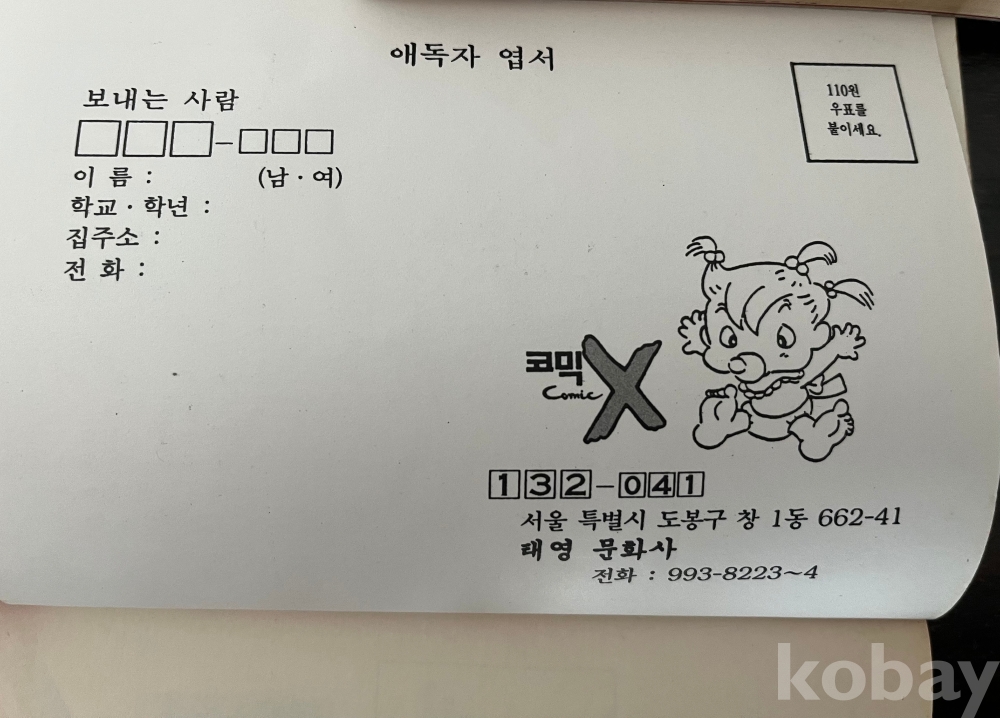 애독자 엽서
110원
우표를
붙이세요.
보내는 사람
이 름 : (남·여)
학교·학년 :
집주소 :
전 화 :
코믹 X
Comic
132-041
서울 특별시 도봉구 창 1동 662-41
태영 문화사
전화 : 993-8223~4
kobay